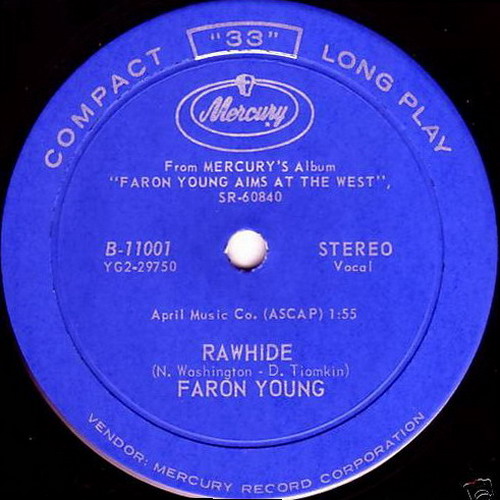 COMPACT "33" LONG PLAY
Mercury
From MERCURY'S Album
"FARON YOUNG AIMS AT THE WEST",
SR-60840
B-11001 STEREO
YG2-29750 Vocal
April Music Co. (ASCAP) 1:55
RAWHIDE
(N. Washington - D. Tiomkin)
FARON YOUNG
VENDOR: MERCURY RECORD CORPORATION